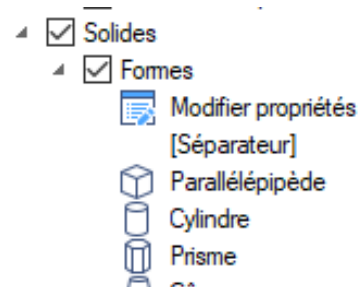 Solides
Formes
Modifier propriétés
[Séparateur]
Parallélépipède
Cylindre
Prisme